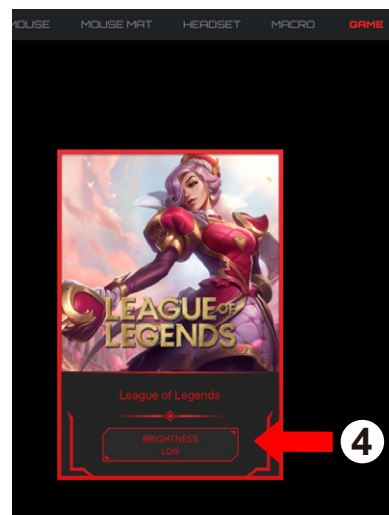 MOUSE MOUSE MAT HEADSET MACRO GAME
LEAGUE OF
LEGENDS
League of Legends
BRIGHTNESS
LOW
4